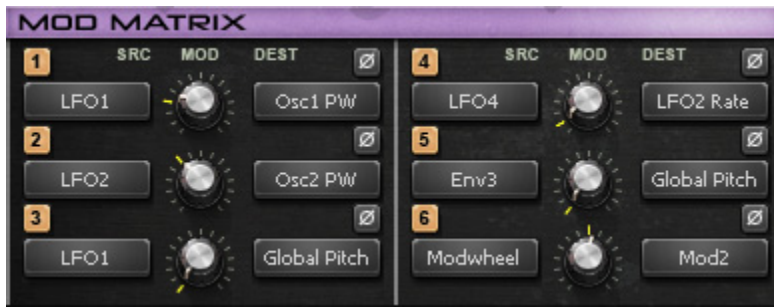 MOD MATRIX
1 SRC MOD DEST Ø
LFO1 Osc1 PW
2 Ø
LFO2 Osc2 PW
3 Ø
LFO1 Global Pitch
4 SRC MOD DEST Ø
LFO4 LFO2 Rate
5 Ø
Env3 Global Pitch
6 Ø
Modwheel Mod2